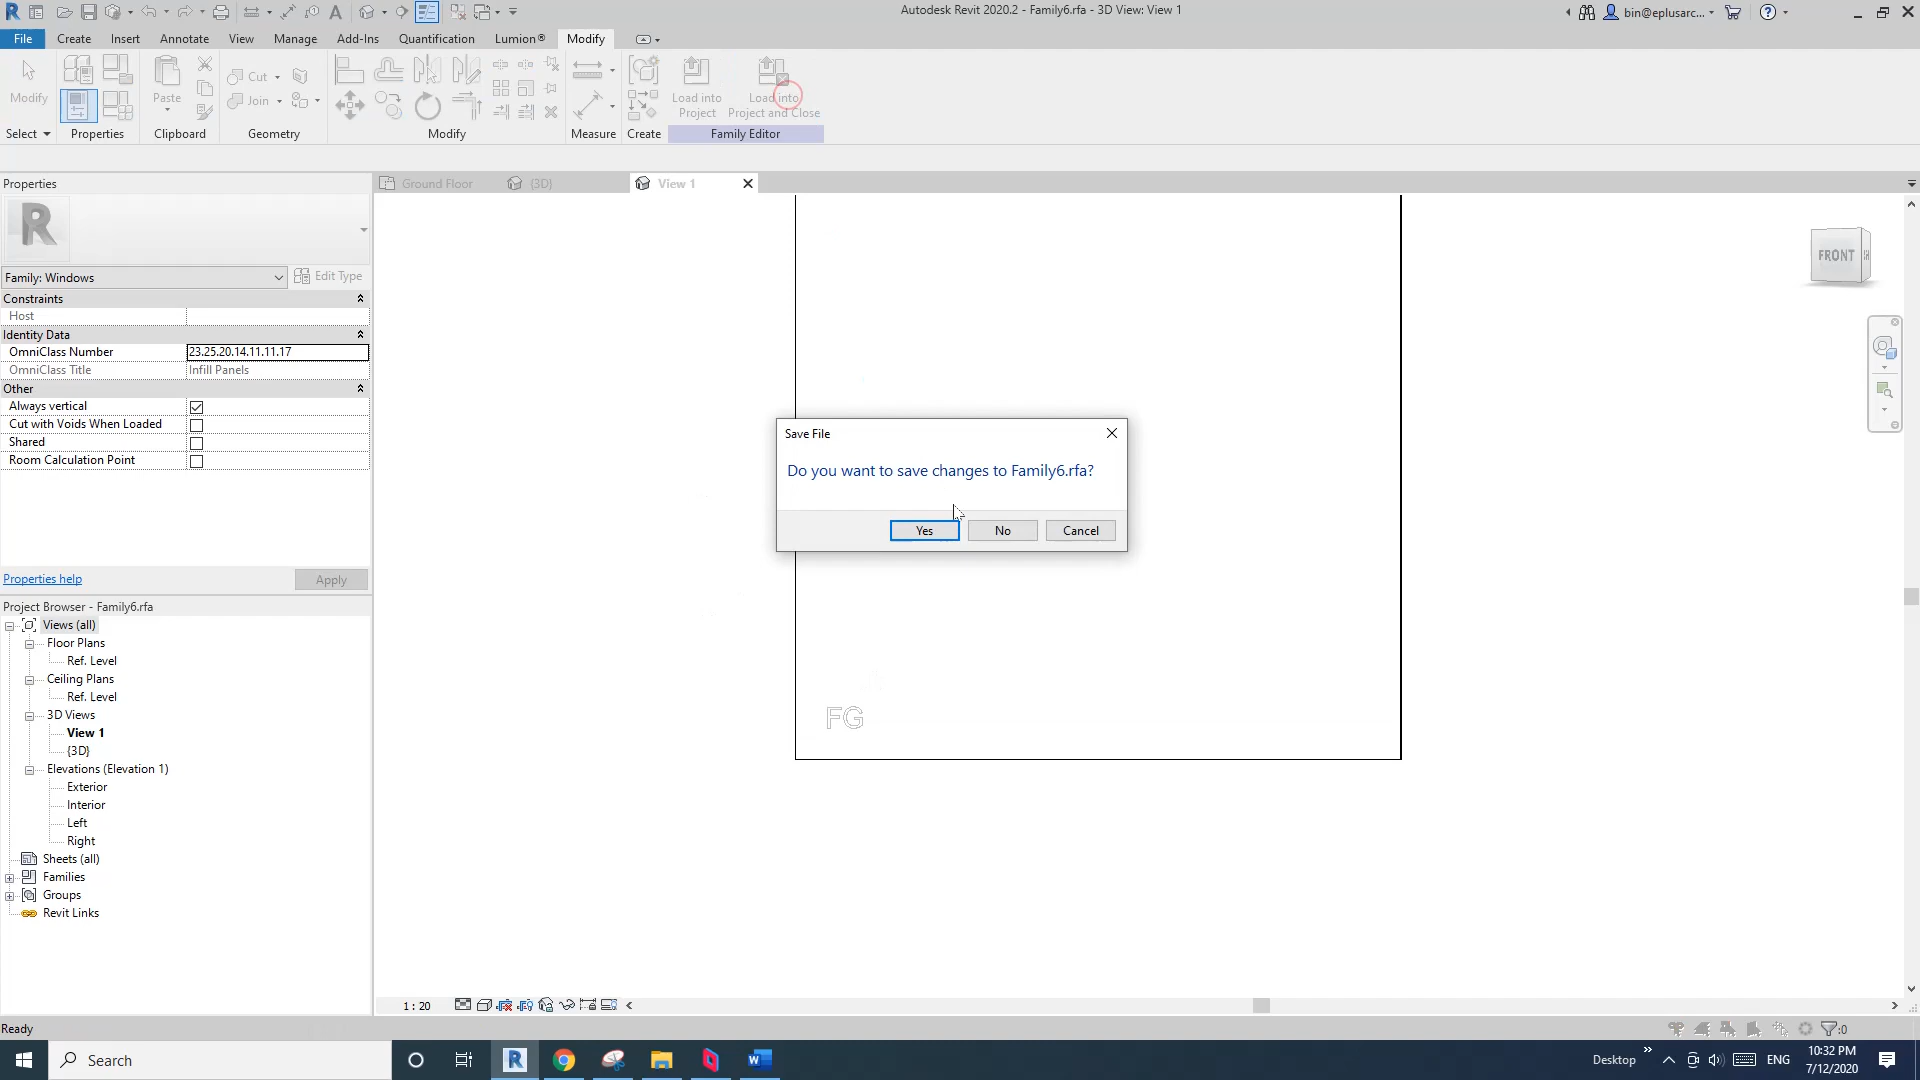 Autodesk Revit 2020.2 - Family6.rfa - 3D View: View 1
bin@eplusarc...
File Create Insert Annotate View Manage Add-Ins Quantification Lumion® Modify
Modify
Paste
Cut
Join
Load into
Project
Load into
Project and Close
Select Properties Clipboard Geometry Modify Measure Create Family Editor
Properties
Ground Floor {3D} View 1
R
Family: Windows Edit Type
Constraints
Host
Identity Data
OmniClass Number 23.25.20.14.11.11.17
OmniClass Title Infill Panels
Other
Always vertical
Cut with Voids When Loaded
Shared
Room Calculation Point
Properties help Apply
FRONT
Save File
Do you want to save changes to Family6.rfa?
Yes No Cancel
FG
Project Browser - Family6.rfa
Views (all)
Floor Plans
Ref. Level
Ceiling Plans
Ref. Level
3D Views
View 1
{3D}
Elevations (Elevation 1)
Exterior
Interior
Left
Right
Sheets (all)
Families
Groups
Revit Links
1 : 20
Ready
:0
Search
Desktop
ENG
10:32 PM
7/12/2020